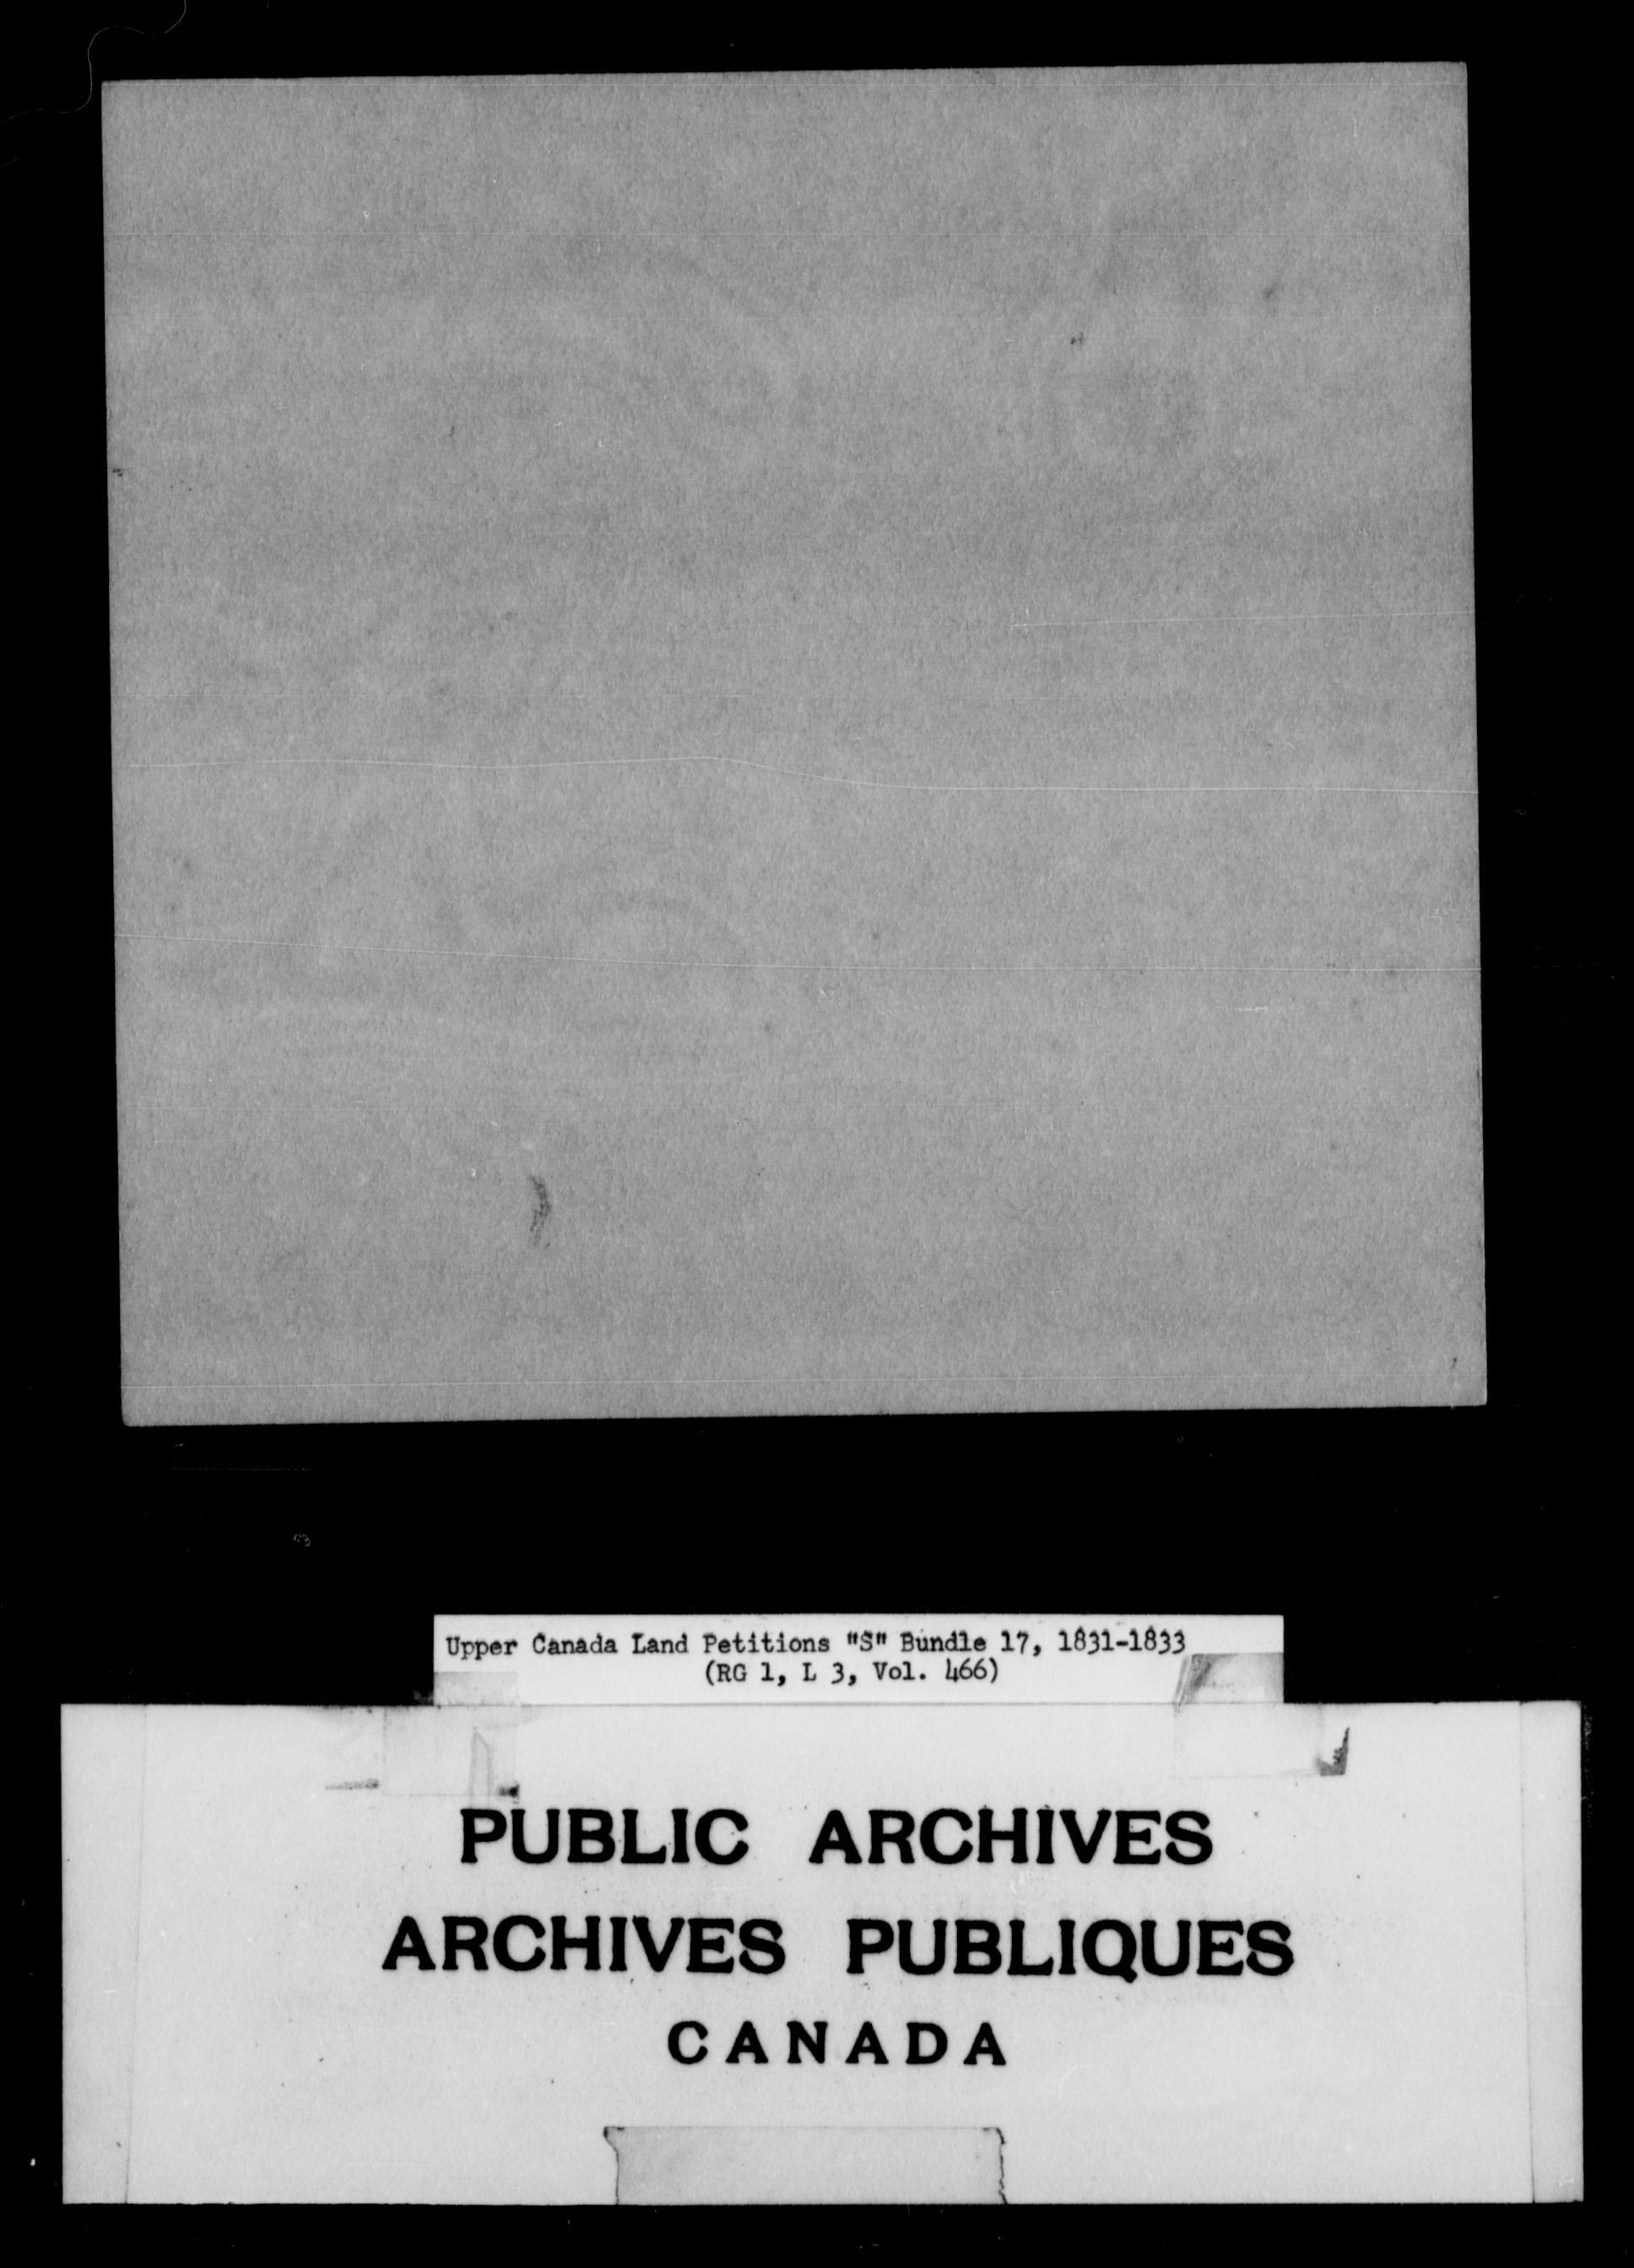 Upper Canada Land Petitions "S" Bundle 17, 1831-1833
(RG 1, L 3, Vol. 466)
PUBLIC ARCHIVES
ARCHIVES PUBLIQUES
CANADA